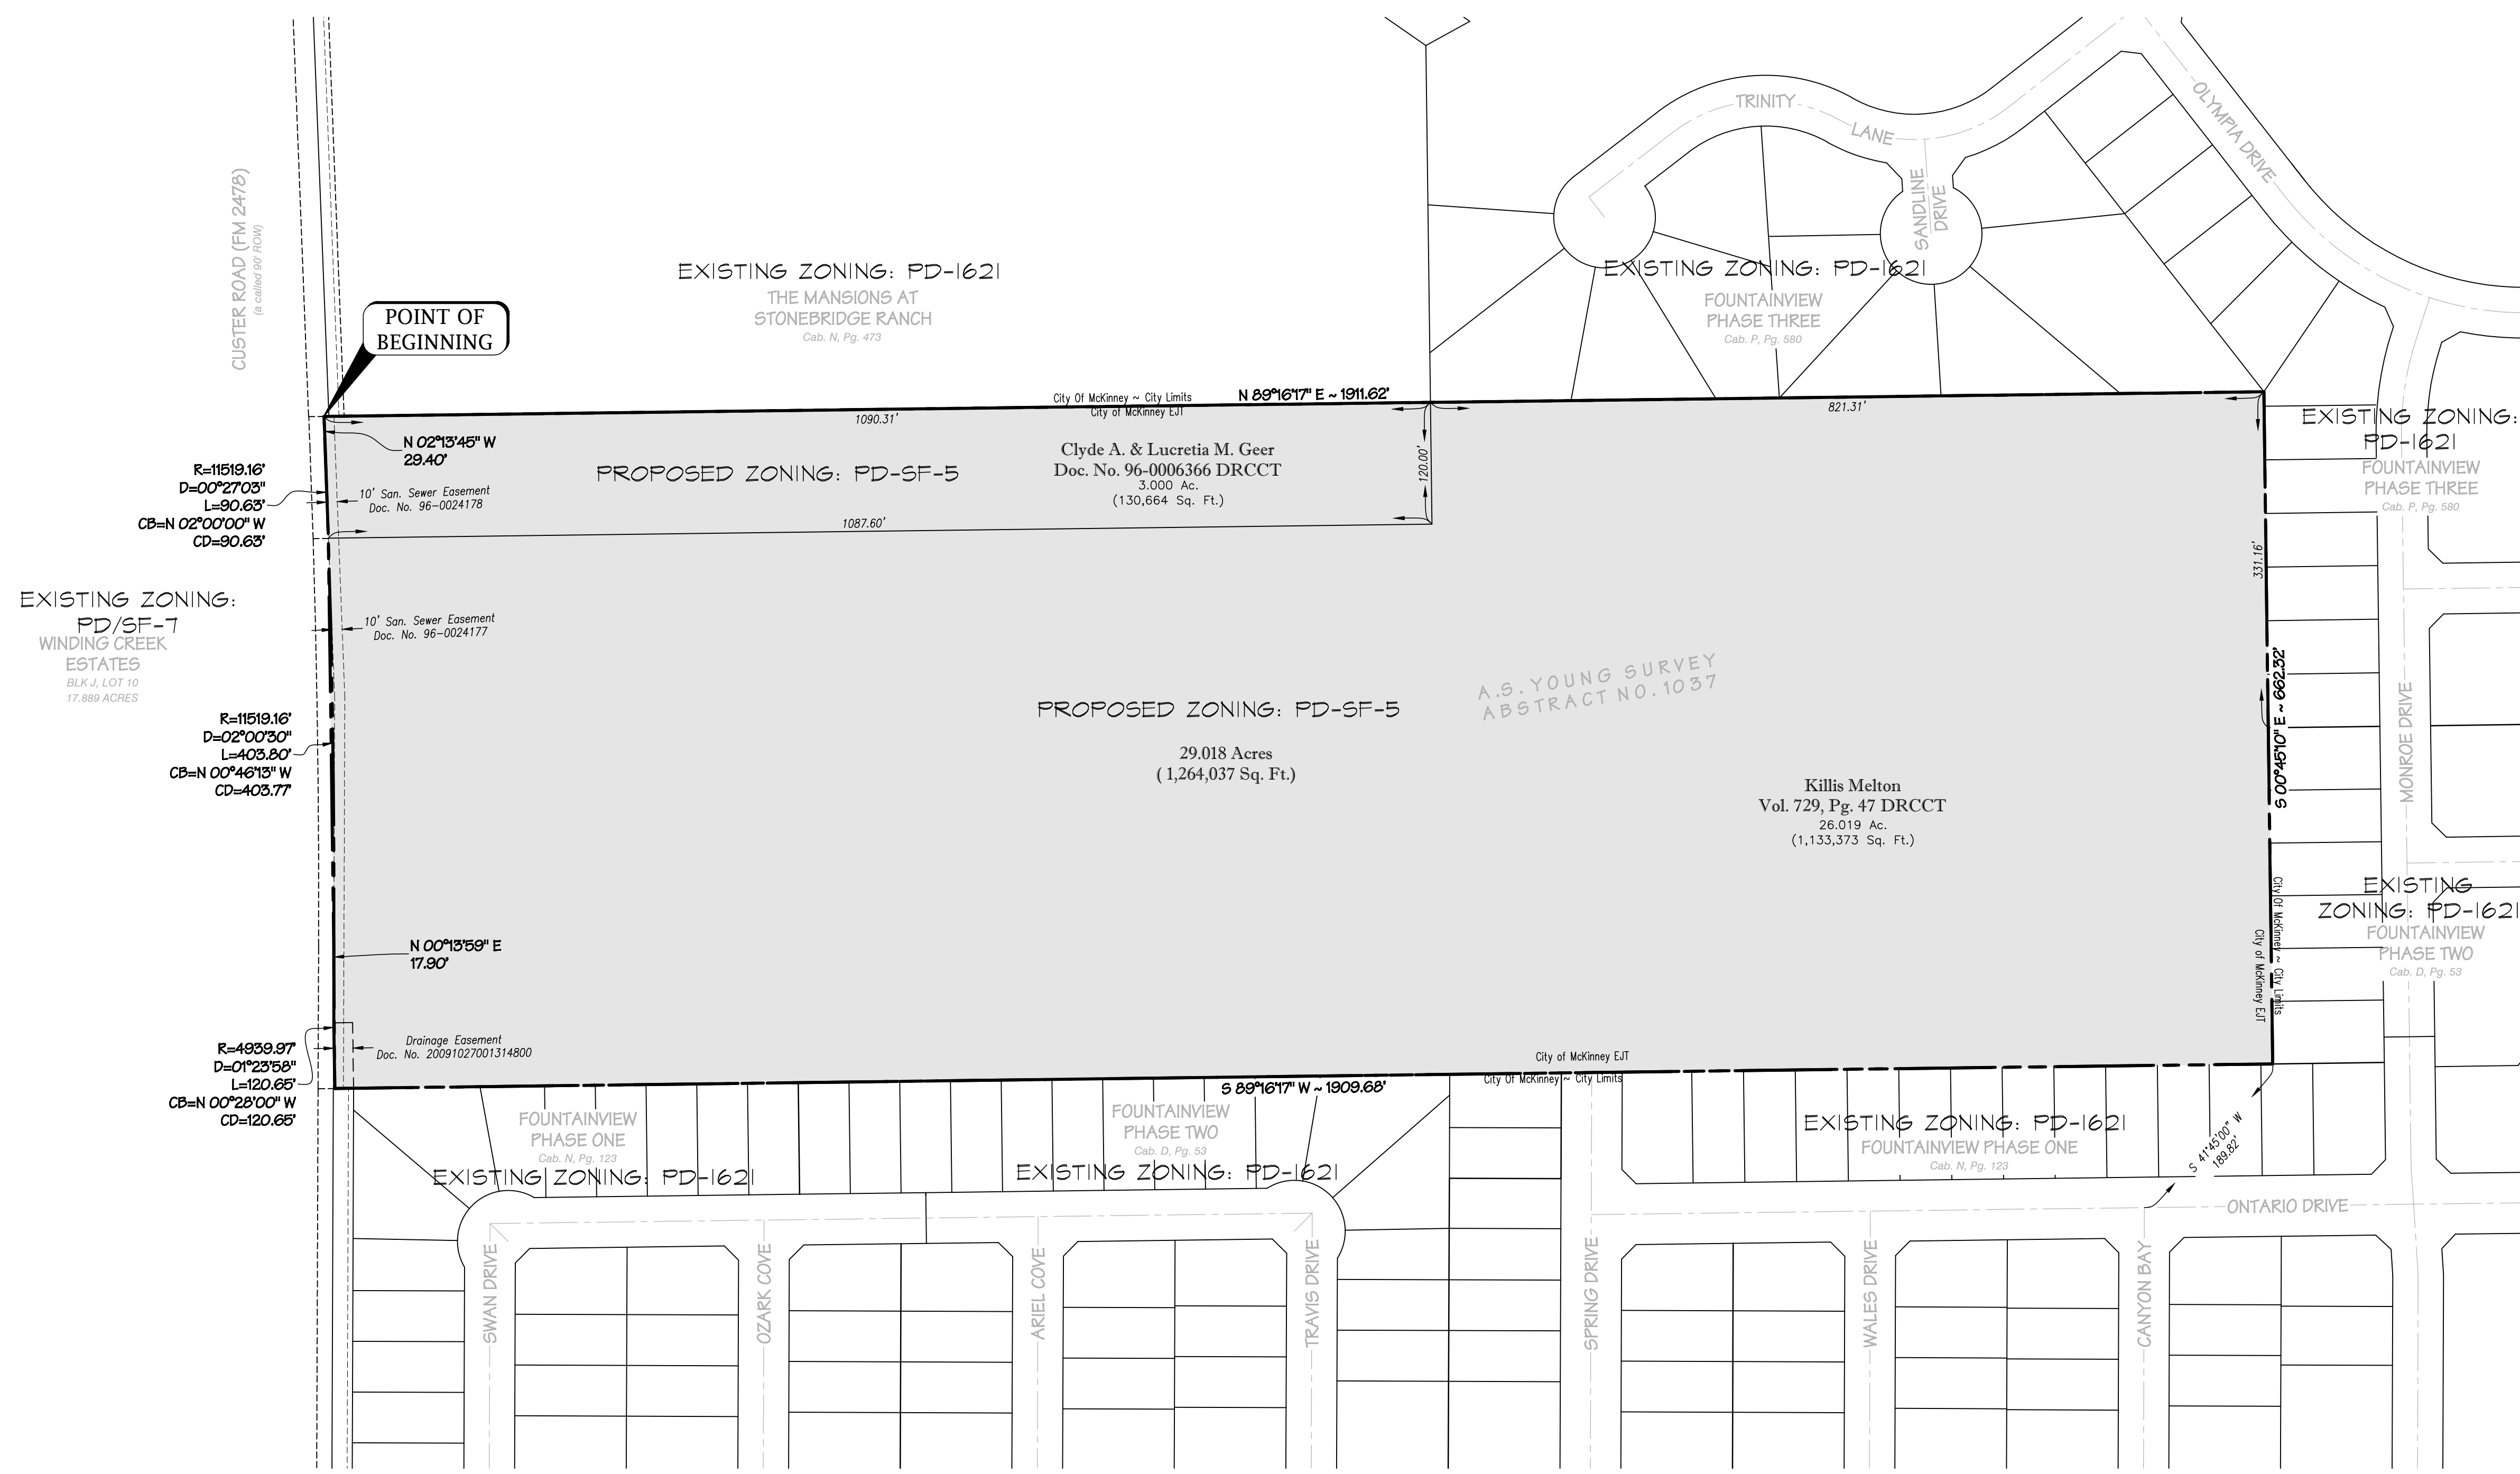 TRINITY
LANE
OLYMPIA DRIVE
SANDLINE
DRIVE
CUSTER ROAD (FM 2478)
(a called 90' ROW)
EXISTING ZONING: PD-1621
THE MANSIONS AT
STONEBRIDGE RANCH
Cab. N, Pg. 473
EXISTING ZONING: PD-1621
FOUNTAINVIEW
PHASE THREE
Cab. P, Pg. 580
POINT OF
BEGINNING
City Of McKinney ~ City Limits
N 89°16'17" E ~ 1911.62'
City of McKinney EJT
1090.31'
821.31'
EXISTING ZONING:
PD-1621
FOUNTAINVIEW
PHASE THREE
Cab. P, Pg. 580
N 02°13'45" W
29.40'
R=11519.16'
D=00°27'03"
L=90.63'
CB=N 02°00'00" W
CD=90.63'
10' San. Sewer Easement
Doc. No. 96-0024178
PROPOSED ZONING: PD-SF-5
Clyde A. & Lucretia M. Geer
Doc. No. 96-0006366 DRCCT
3.000 Ac.
(130,664 Sq. Ft.)
120.00'
1087.60'
331.16'
EXISTING ZONING:
PD/SF-7
WINDING CREEK
ESTATES
BLK J, LOT 10
17.889 ACRES
10' San. Sewer Easement
Doc. No. 96-0024177
A.S. YOUNG SURVEY
ABSTRACT NO. 1037
PROPOSED ZONING: PD-SF-5
29.018 Acres
( 1,264,037 Sq. Ft.)
S 00°45'10" E ~ 662.32'
MONROE DRIVE
R=11519.16'
D=02°00'30"
L=403.80'
CB=N 00°46'13" W
CD=403.77'
Killis Melton
Vol. 729, Pg. 47 DRCCT
26.019 Ac.
(1,133,373 Sq. Ft.)
EXISTING
ZONING: PD-1621
FOUNTAINVIEW
PHASE TWO
Cab. D, Pg. 53
City Of McKinney ~ City Limits
City of McKinney EJT
N 00°13'59" E
17.90'
R=4939.97'
D=01°23'58"
L=120.65'
CB=N 00°28'00" W
CD=120.65'
Drainage Easement
Doc. No. 20091027001314800
City of McKinney EJT
City Of McKinney ~ City Limits
S 89°16'17" W ~ 1909.68'
FOUNTAINVIEW
PHASE ONE
Cab. N, Pg. 123
EXISTING ZONING: PD-1621
FOUNTAINVIEW
PHASE TWO
Cab. D, Pg. 53
EXISTING ZONING: PD-1621
EXISTING ZONING: PD-1621
FOUNTAINVIEW PHASE ONE
Cab. N, Pg. 123
S 41°45'00" W
189.82'
ONTARIO DRIVE
SWAN DRIVE
OZARK COVE
ARIEL COVE
TRAVIS DRIVE
SPRING DRIVE
WALES DRIVE
CANYON BAY